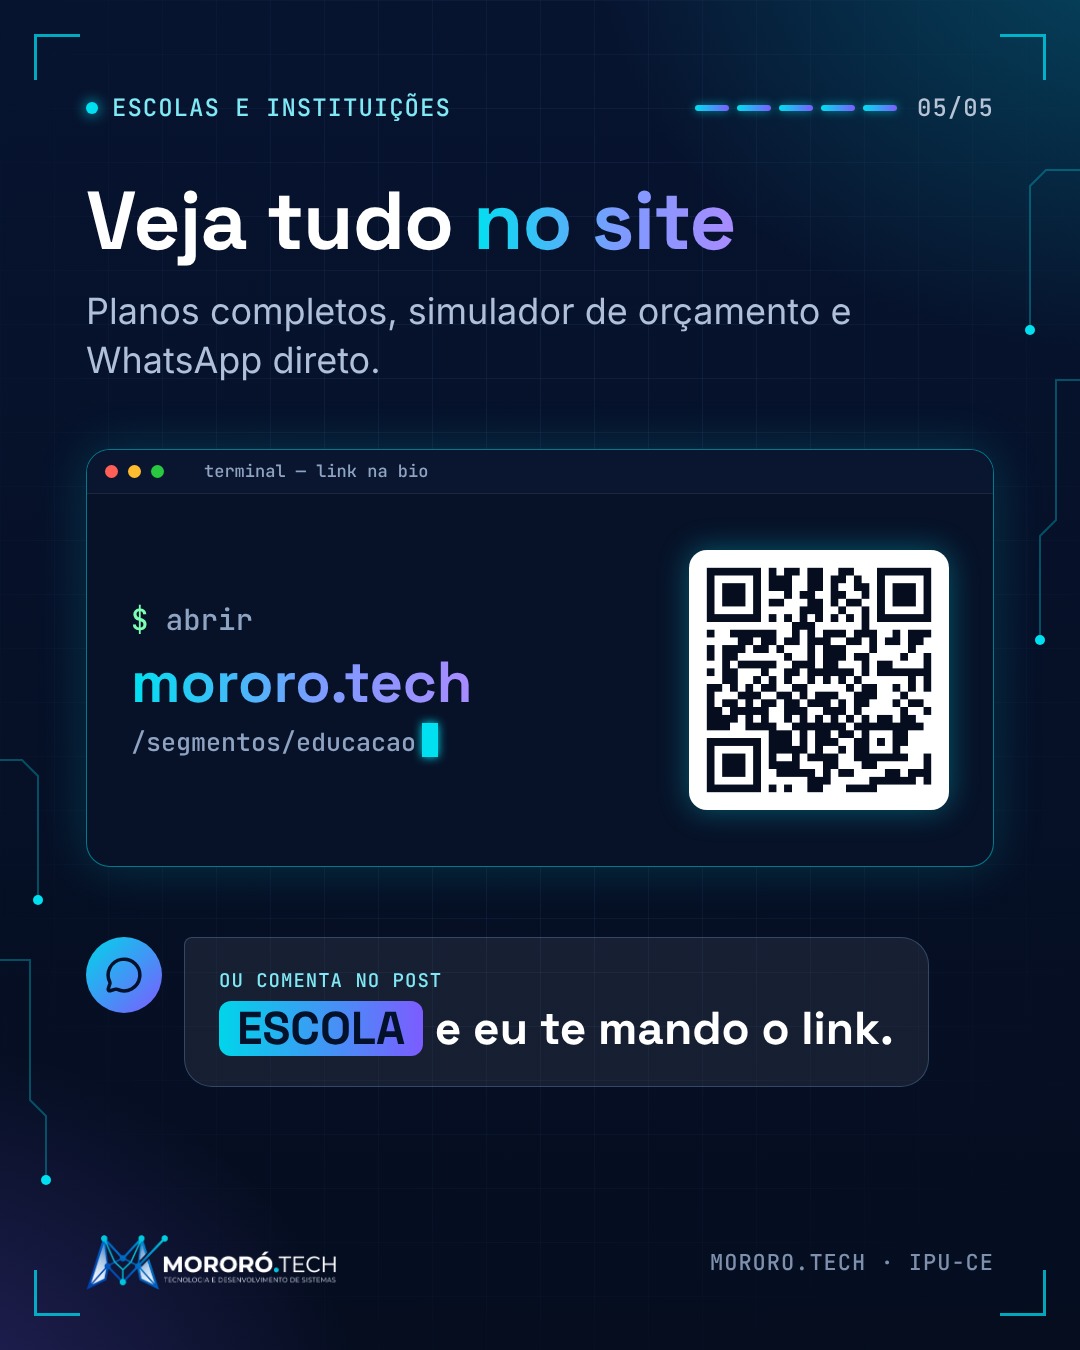 ESCOLAS E INSTITUIÇÕES
05/05
Veja tudo no site
Planos completos, simulador de orçamento e
WhatsApp direto.
terminal — link na bio
$ abrir
mororo.tech
/segmentos/educacao
OU COMENTA NO POST
ESCOLA e eu te mando o link.
MORORÓ.TECH
TECNOLOGIA E DESENVOLVIMENTO DE SISTEMAS
MORORO.TECH · IPU-CE